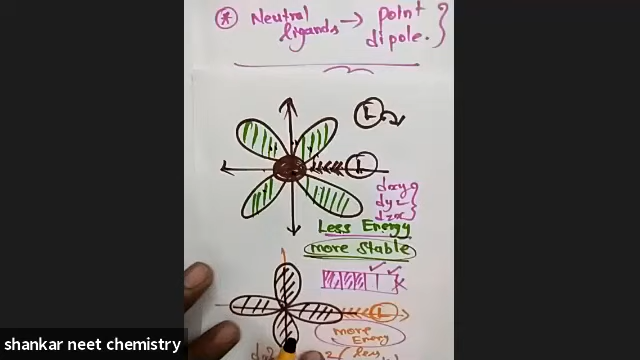 * Neutral ligands → point dipole.
L
L
dxy
dyz
dzx
Less Energy
more stable
L
more
Energy
shankar neet chemistry